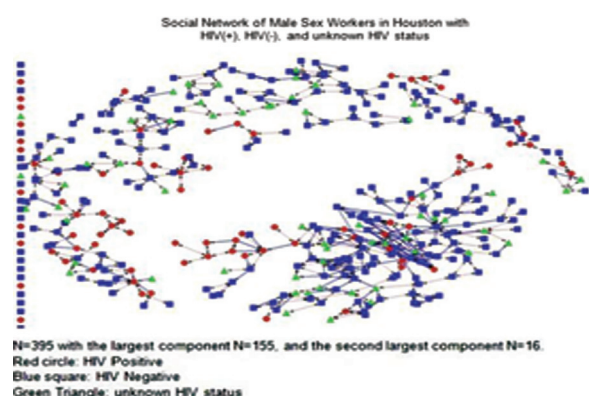 Social Network of Male Sex Workers in Houston with
HIV(+), HIV(-), and unknown HIV status
N=395 with the largest component N=155, and the second largest component N=16.
Red circle: HIV Positive
Blue square: HIV Negative
Green Triangle: unknown HIV status